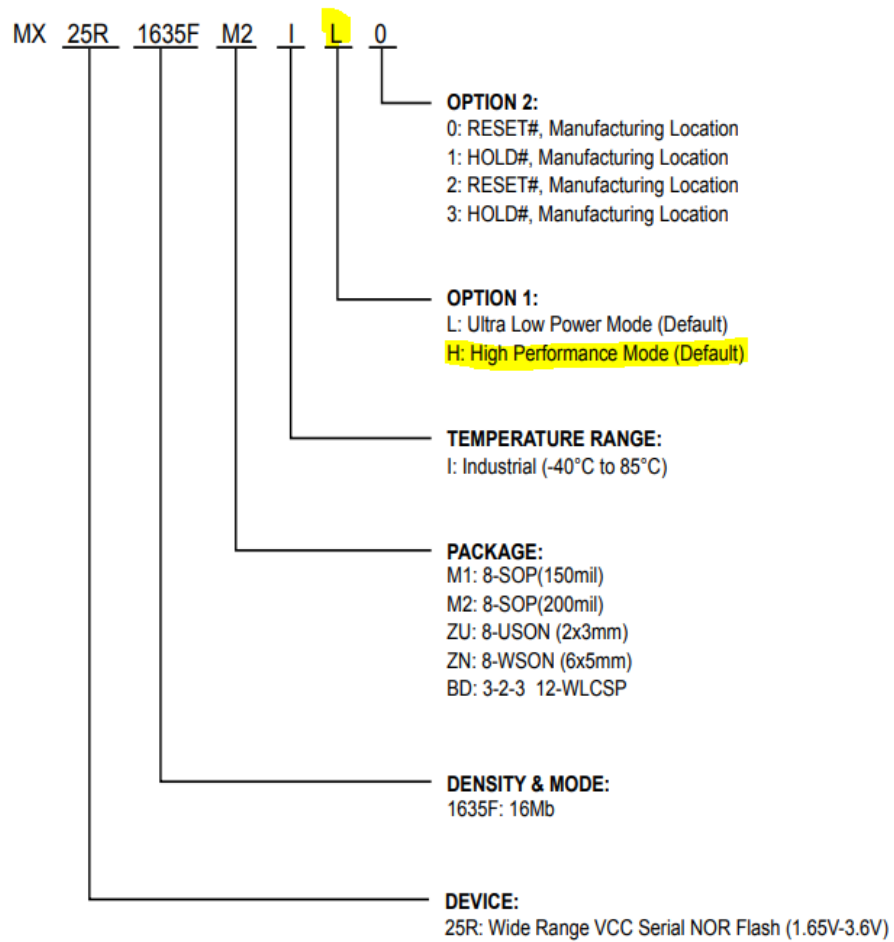 MX 25R 1635F M2 I L 0
OPTION 2:
0: RESET#, Manufacturing Location
1: HOLD#, Manufacturing Location
2: RESET#, Manufacturing Location
3: HOLD#, Manufacturing Location
OPTION 1:
L: Ultra Low Power Mode (Default)
H: High Performance Mode (Default)
TEMPERATURE RANGE:
I: Industrial (-40°C to 85°C)
PACKAGE:
M1: 8-SOP(150mil)
M2: 8-SOP(200mil)
ZU: 8-USON (2x3mm)
ZN: 8-WSON (6x5mm)
BD: 3-2-3 12-WLCSP
DENSITY & MODE:
1635F: 16Mb
DEVICE:
25R: Wide Range VCC Serial NOR Flash (1.65V-3.6V)